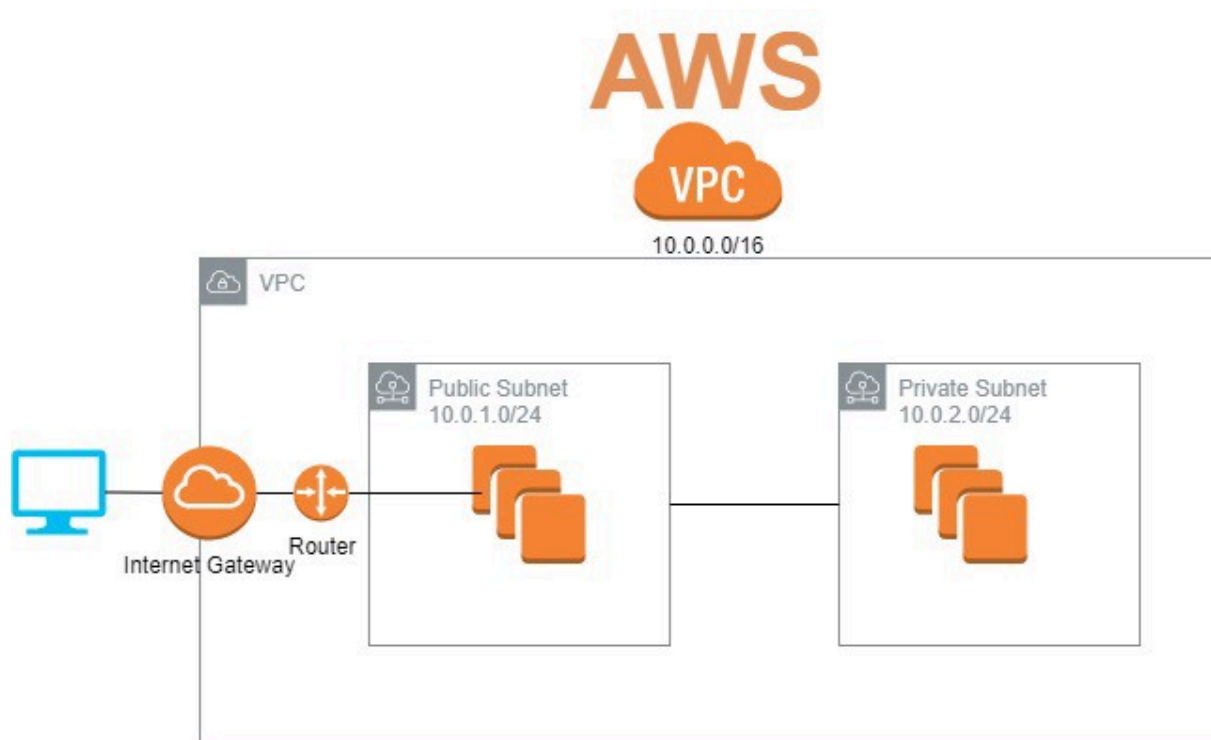 AWS
VPC
10.0.0.0/16
VPC
Public Subnet
10.0.1.0/24
Private Subnet
10.0.2.0/24
Router
Internet Gateway